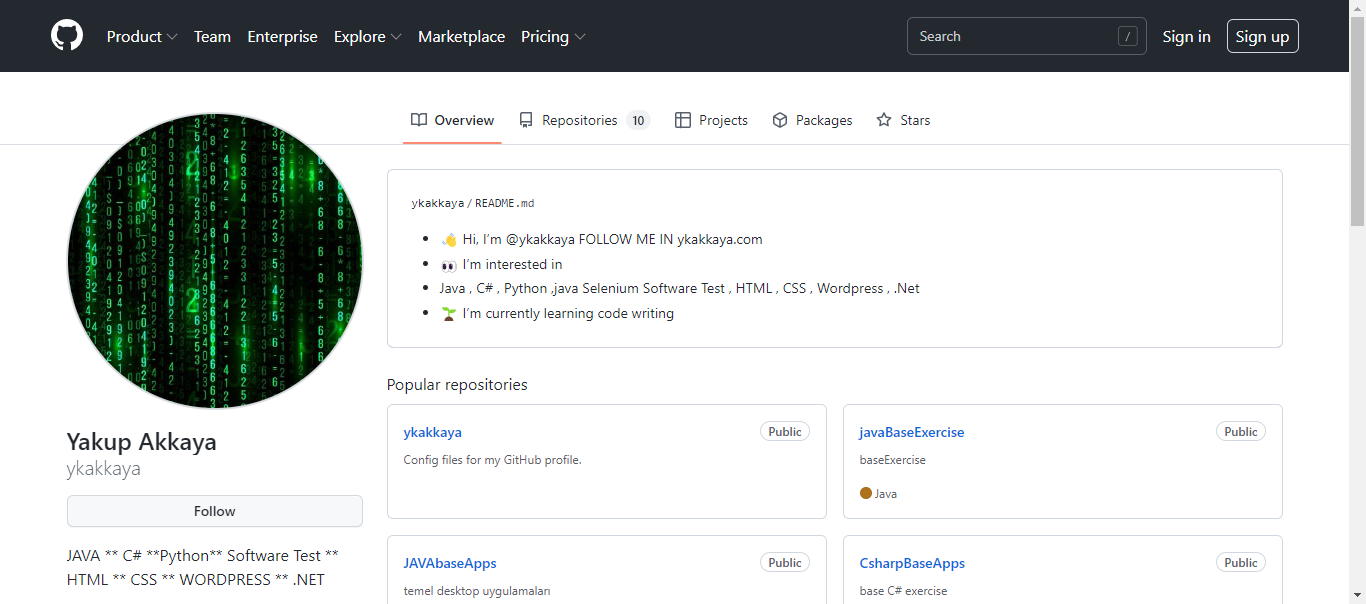 Product Team Enterprise Explore Marketplace Pricing
Search /
Sign in Sign up
Overview Repositories 10 Projects Packages Stars
ykakkaya / README.md
Hi, I'm @ykakkaya FOLLOW ME IN ykakkaya.com
I'm interested in
Java , C# , Python ,java Selenium Software Test , HTML , CSS , Wordpress , .Net
I'm currently learning code writing
Yakup Akkaya
ykakkaya
Follow
JAVA ** C# **Python** Software Test **
HTML ** CSS ** WORDPRESS ** .NET
Popular repositories
ykakkaya Public
Config files for my GitHub profile.
javaBaseExercise Public
baseExercise
Java
JAVAbaseApps Public
temel desktop uygulamaları
CsharpBaseApps Public
base C# exercise